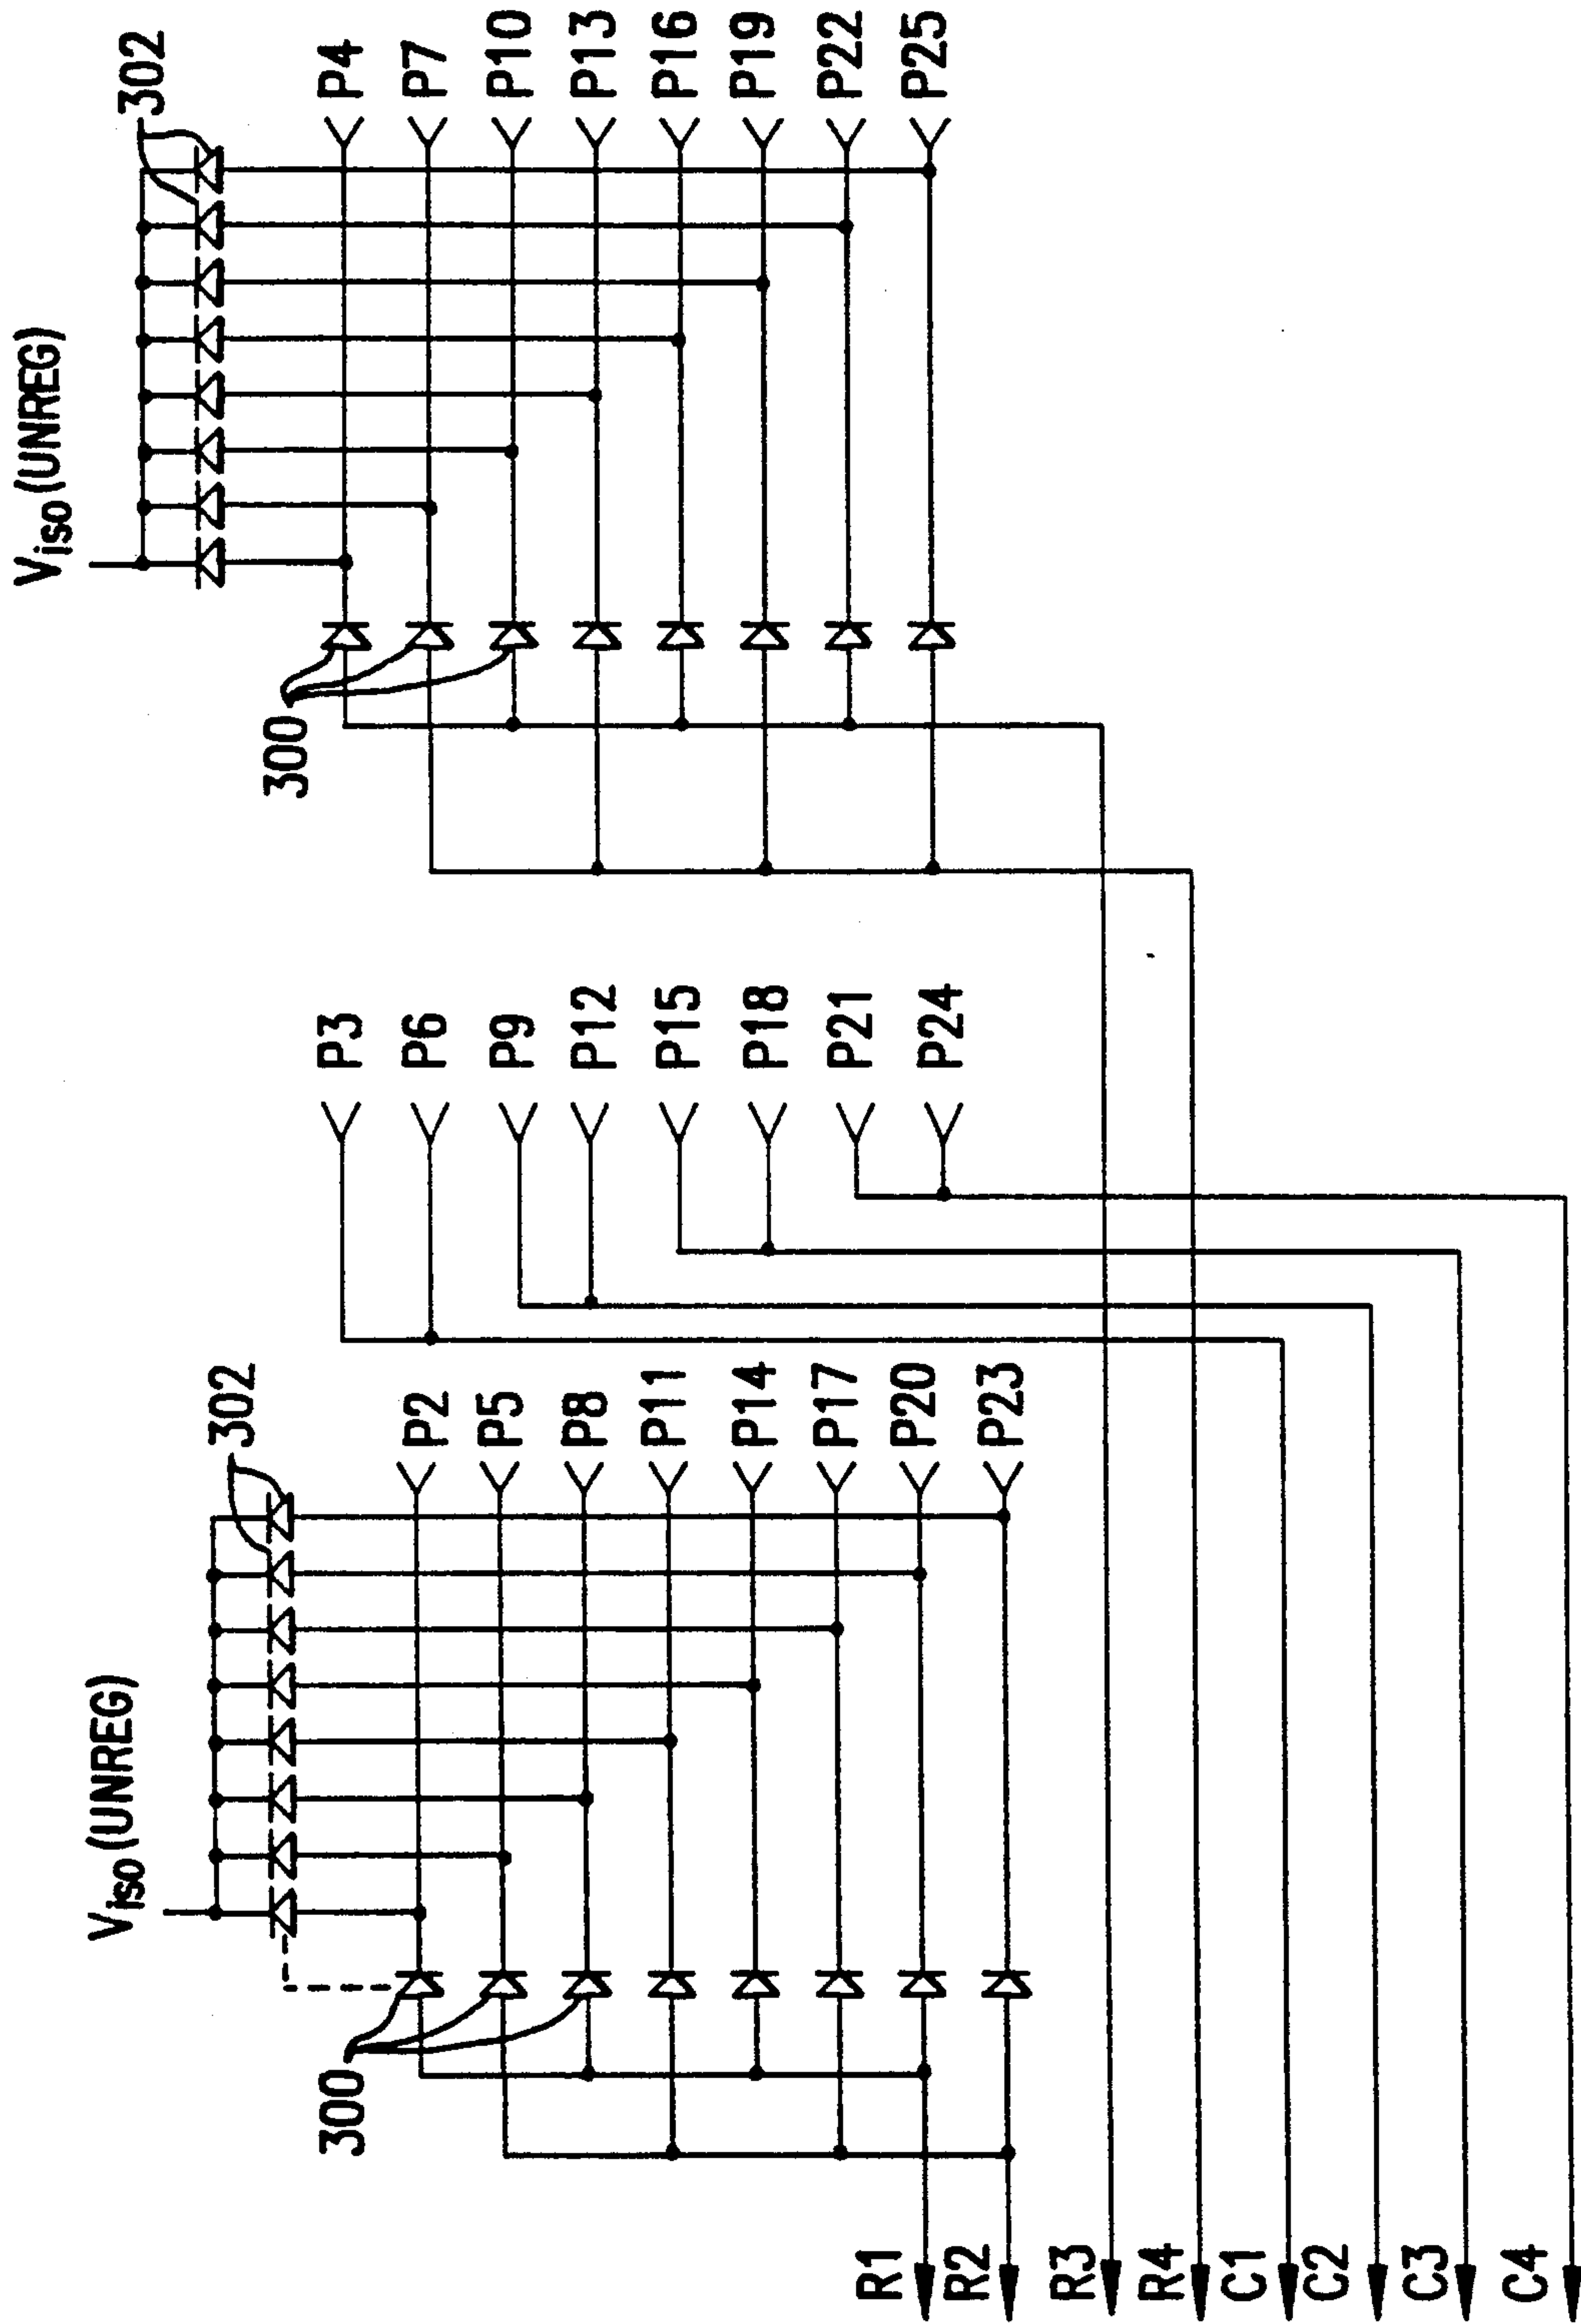 V iso (UNREG)
302
P4
P7
P10
P13
P16
P19
P22
P25
300
P3
P6
P9
P12
P15
P18
P21
P24
V iso (UNREG)
302
P2
P5
P8
P11
P14
P17
P20
P23
300
R1
R2
R3
R4
C1
C2
C3
C4